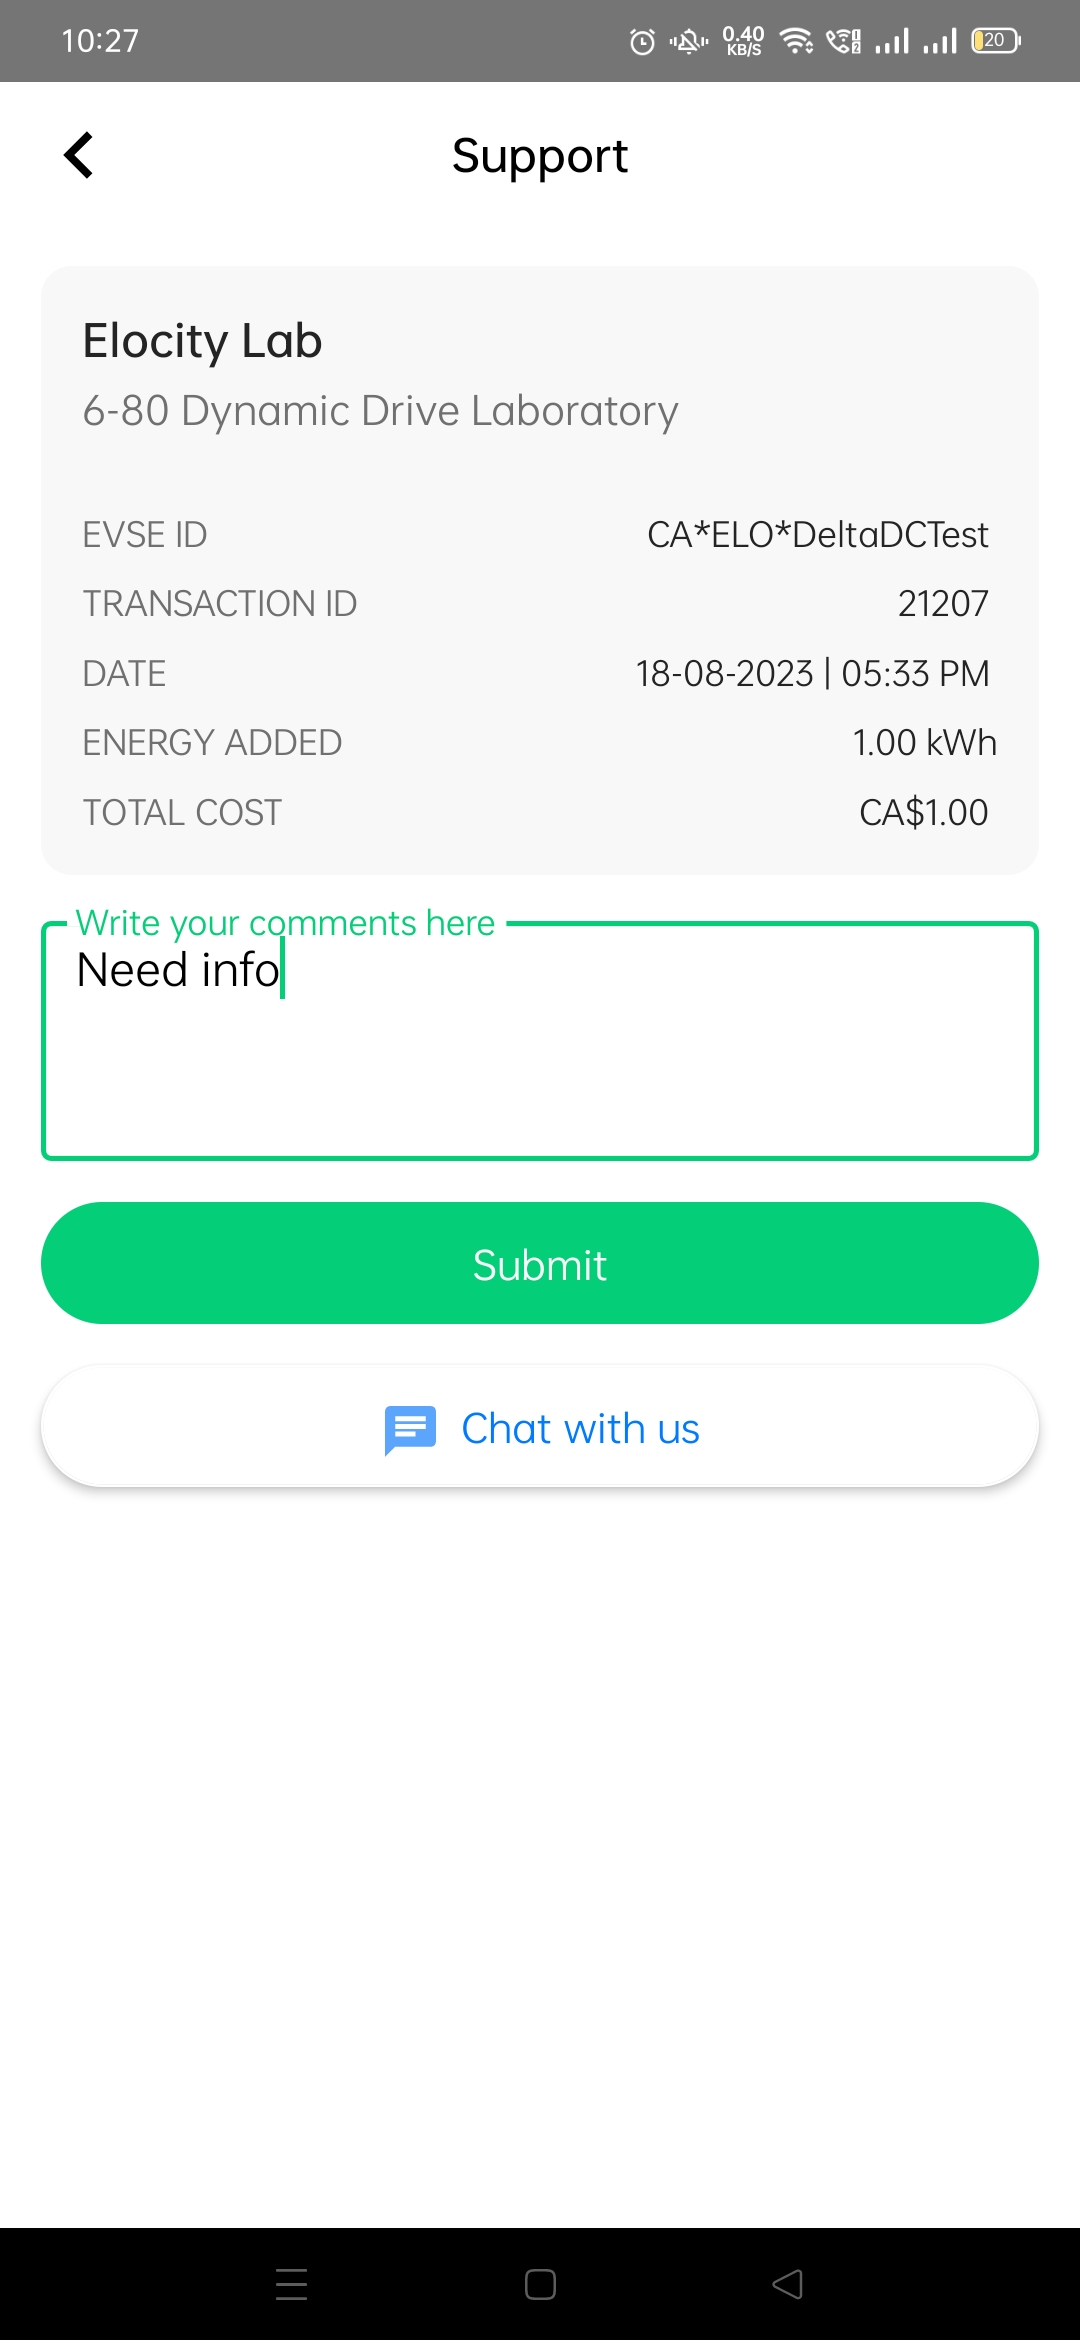 10:27
0.40
KB/S
20
Support
Elocity Lab
6-80 Dynamic Drive Laboratory
EVSE ID CA*ELO*DeltaDCTest
TRANSACTION ID 21207
DATE 18-08-2023 | 05:33 PM
ENERGY ADDED 1.00 kWh
TOTAL COST CA$1.00
Write your comments here
Need info
Submit
Chat with us